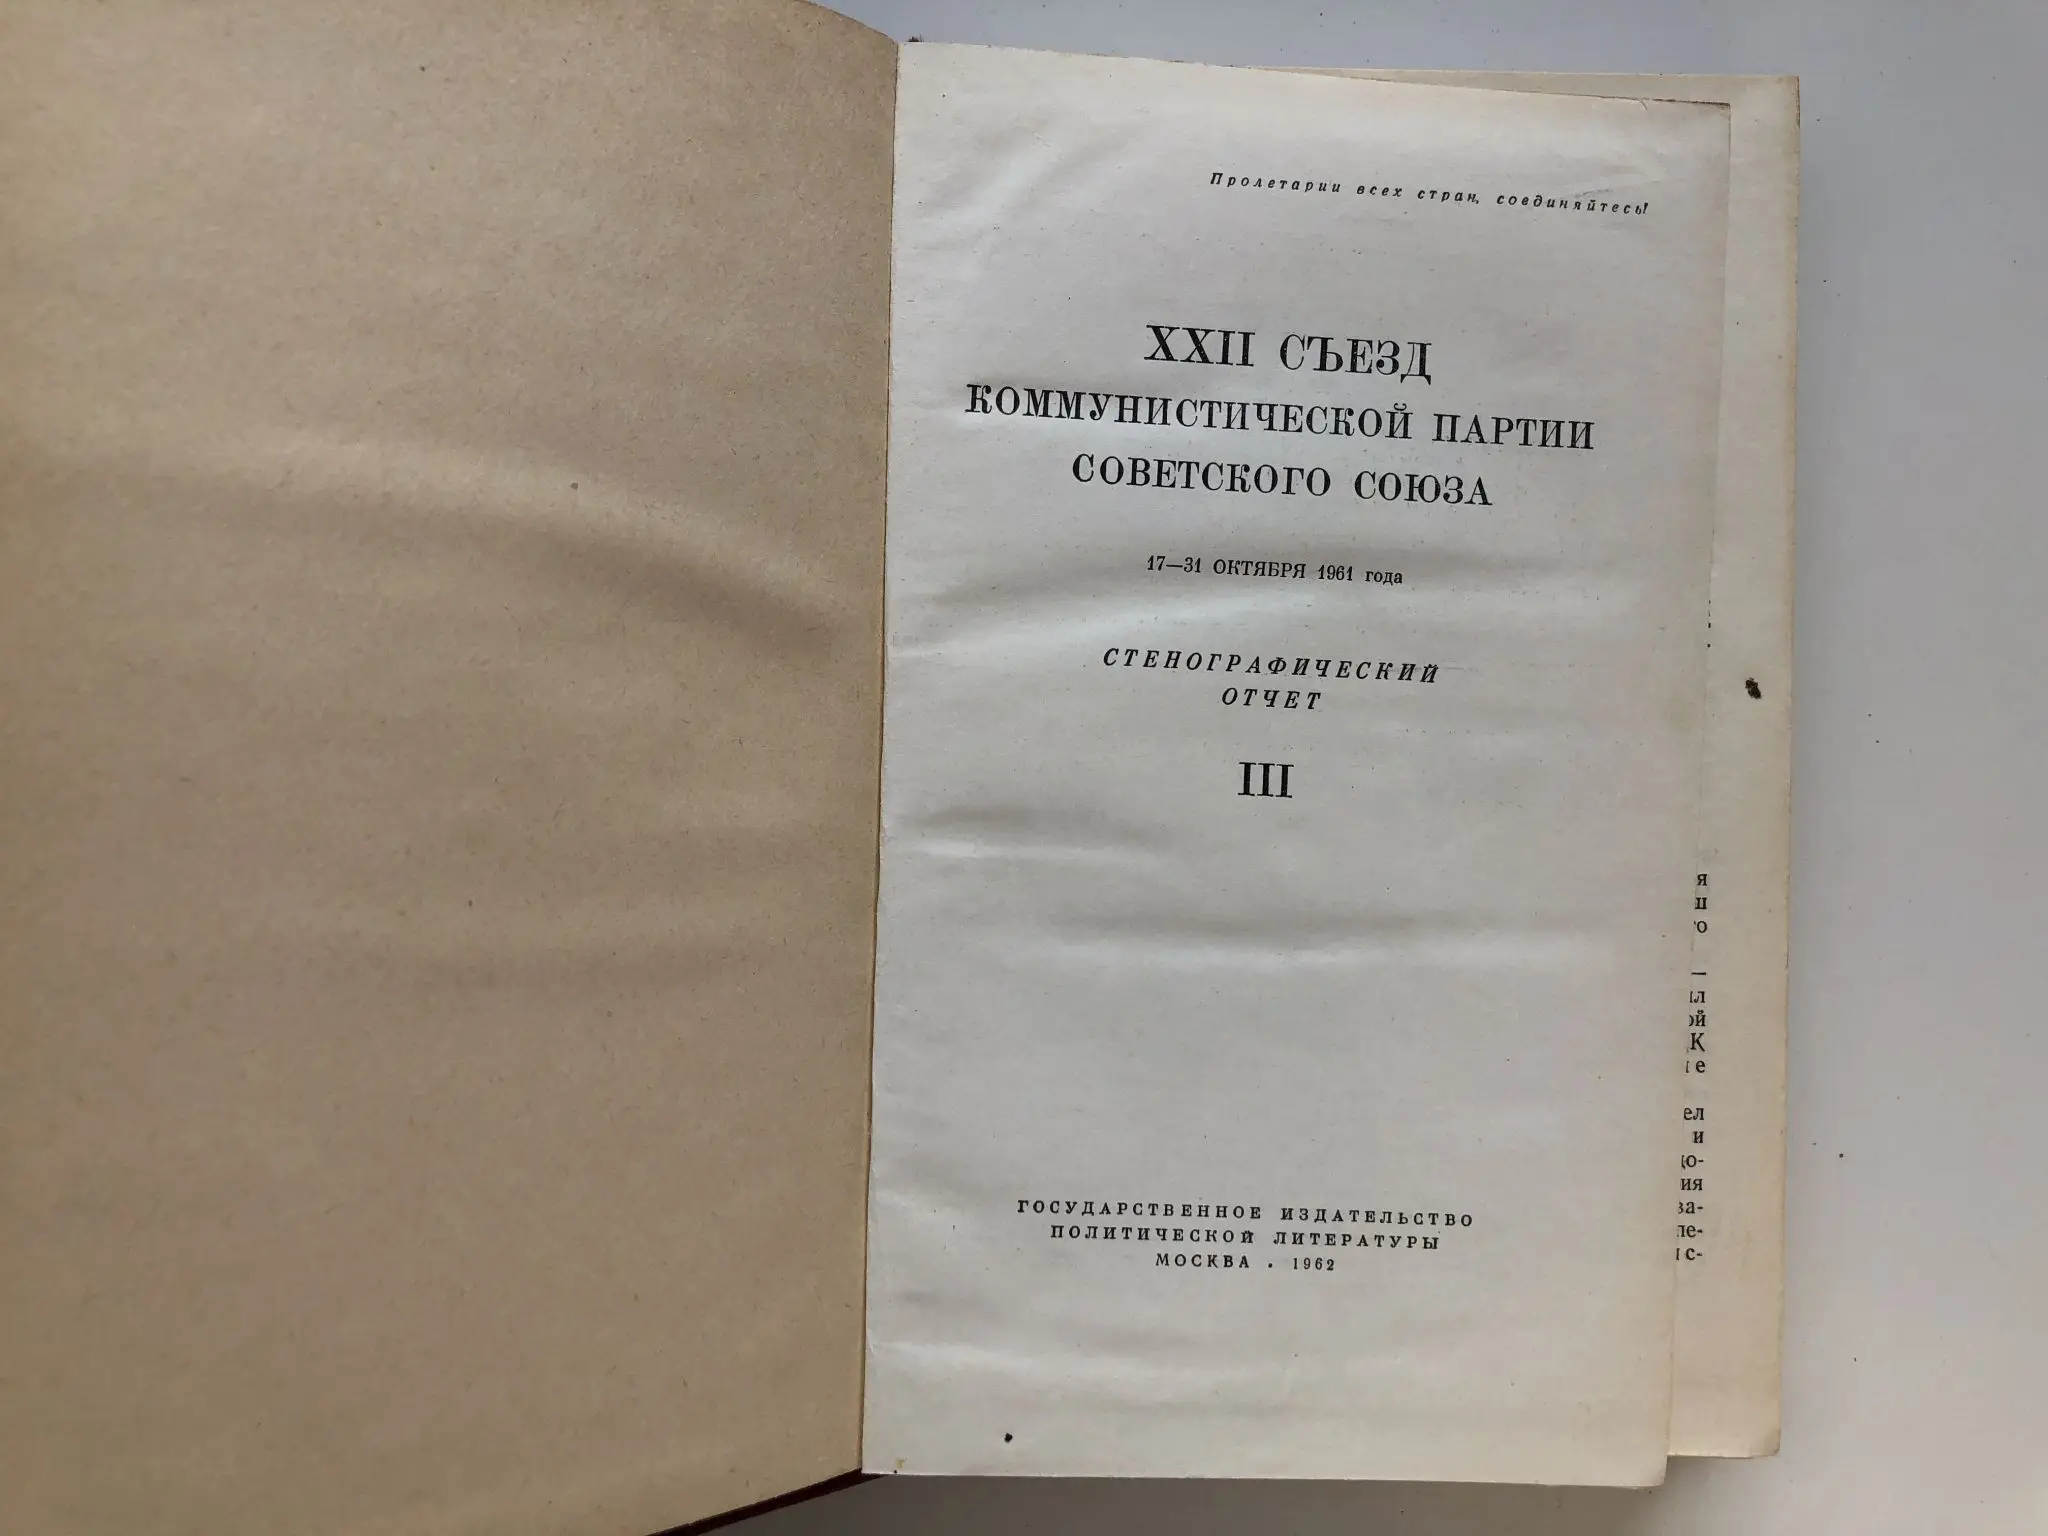 Пролетарии всех стран, соединяйтесь!
XXII СЪЕЗД
КОММУНИСТИЧЕСКОЙ ПАРТИИ
СОВЕТСКОГО СОЮЗА
17—31 ОКТЯБРЯ 1961 года
СТЕНОГРАФИЧЕСКИЙ
ОТЧЕТ
III
ГОСУДАРСТВЕННОЕ ИЗДАТЕЛЬСТВО
ПОЛИТИЧЕСКОЙ ЛИТЕРАТУРЫ
МОСКВА • 1962